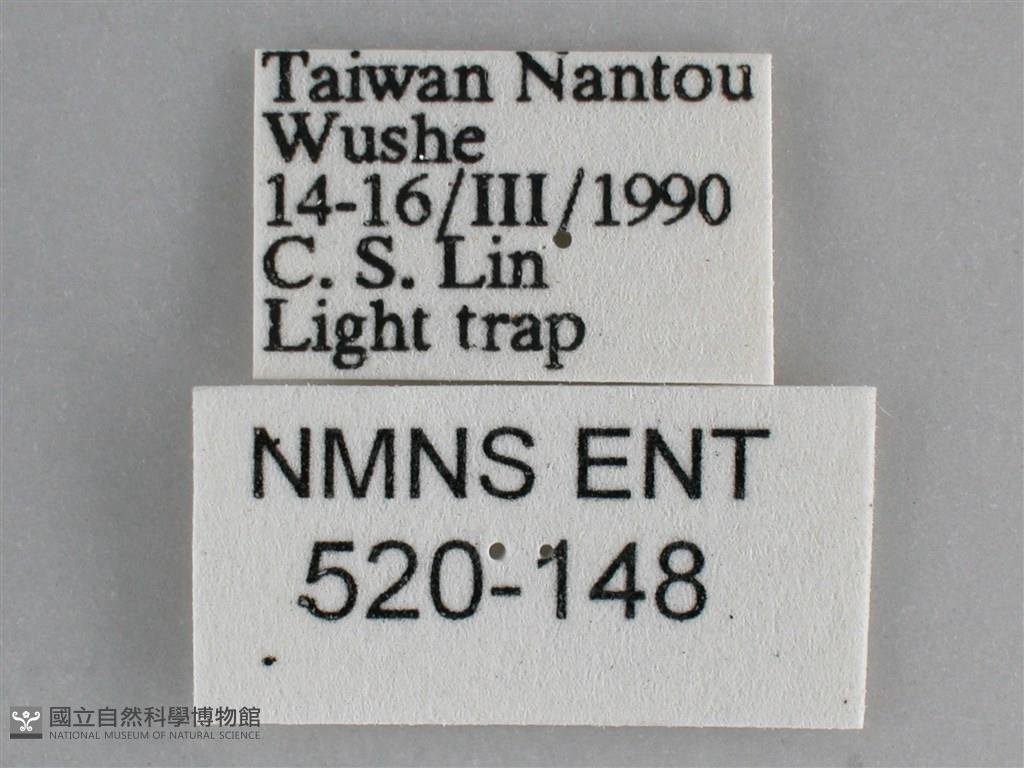 Taiwan Nantou
Wushe
14-16/III/1990
C. S. Lin
Light trap
NMNS ENT
520-148
國立自然科學博物館
NATIONAL MUSEUM OF NATURAL SCIENCE